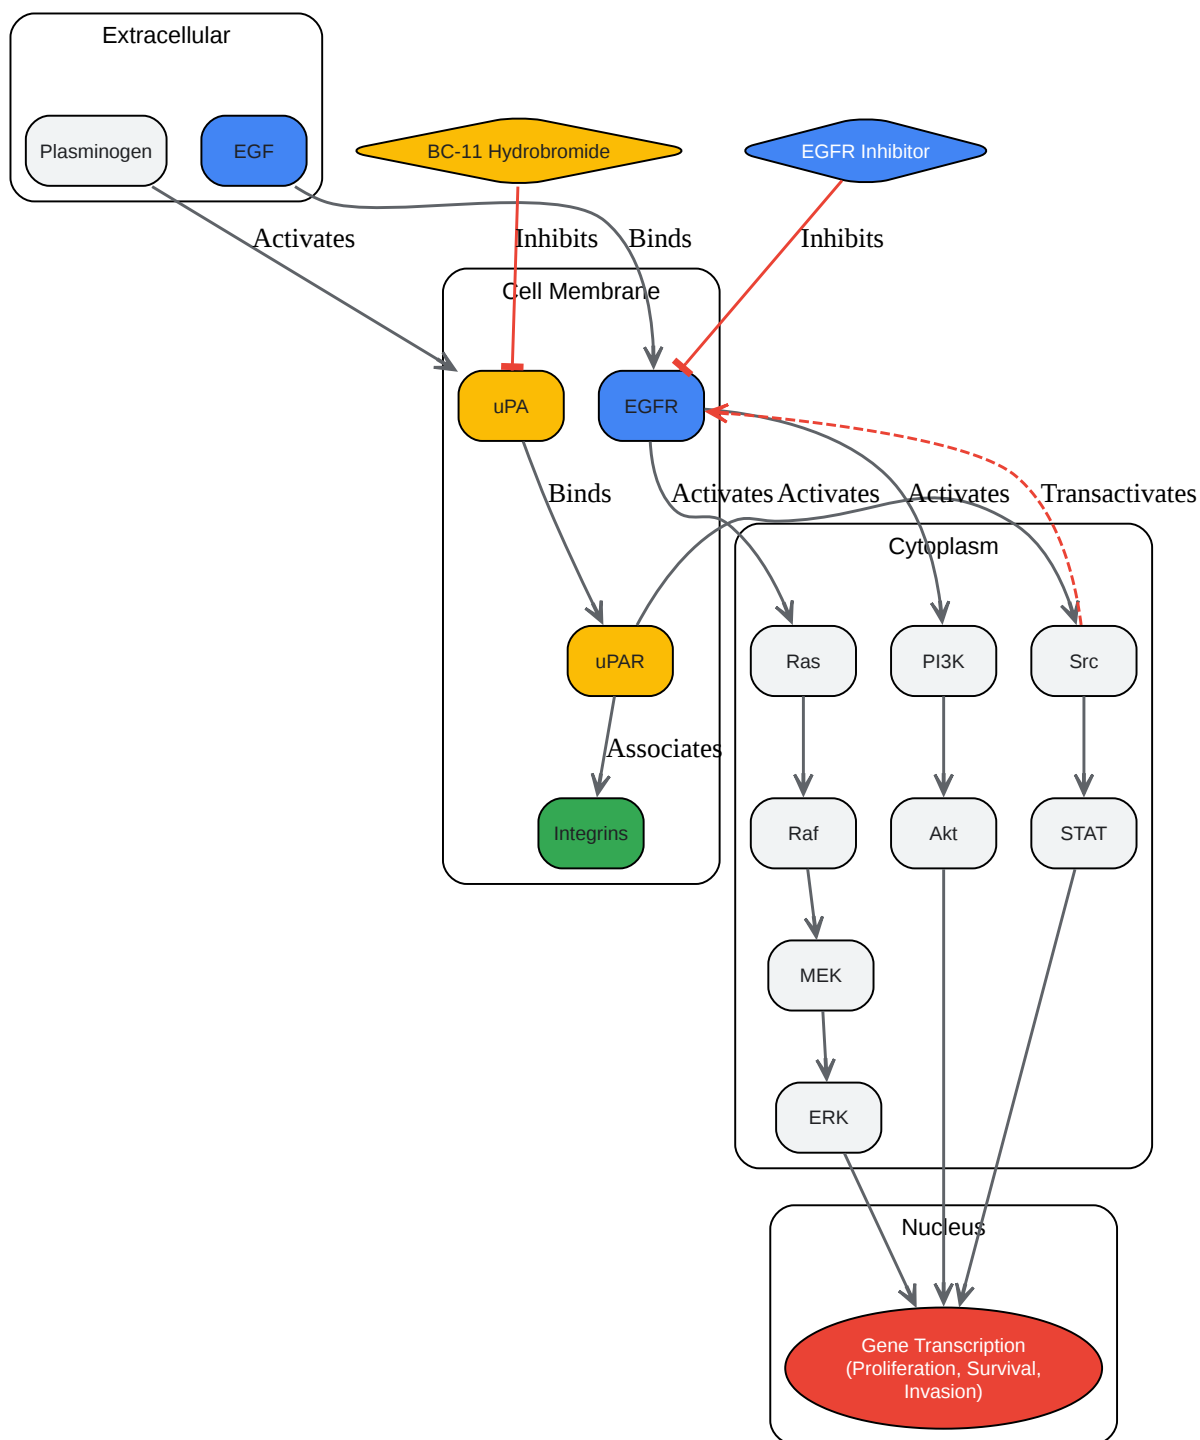 Extracellular
Plasminogen
EGF
BC-11 Hydrobromide
EGFR Inhibitor
Activates
Inhibits
Binds
Inhibits
Cell Membrane
uPA
EGFR
Binds
Activates
Activates
Activates
Transactivates
Cytoplasm
uPAR
Ras
PI3K
Src
Associates
Integrins
Raf
Akt
STAT
MEK
ERK
Nucleus
Gene Transcription
(Proliferation, Survival,
Invasion)